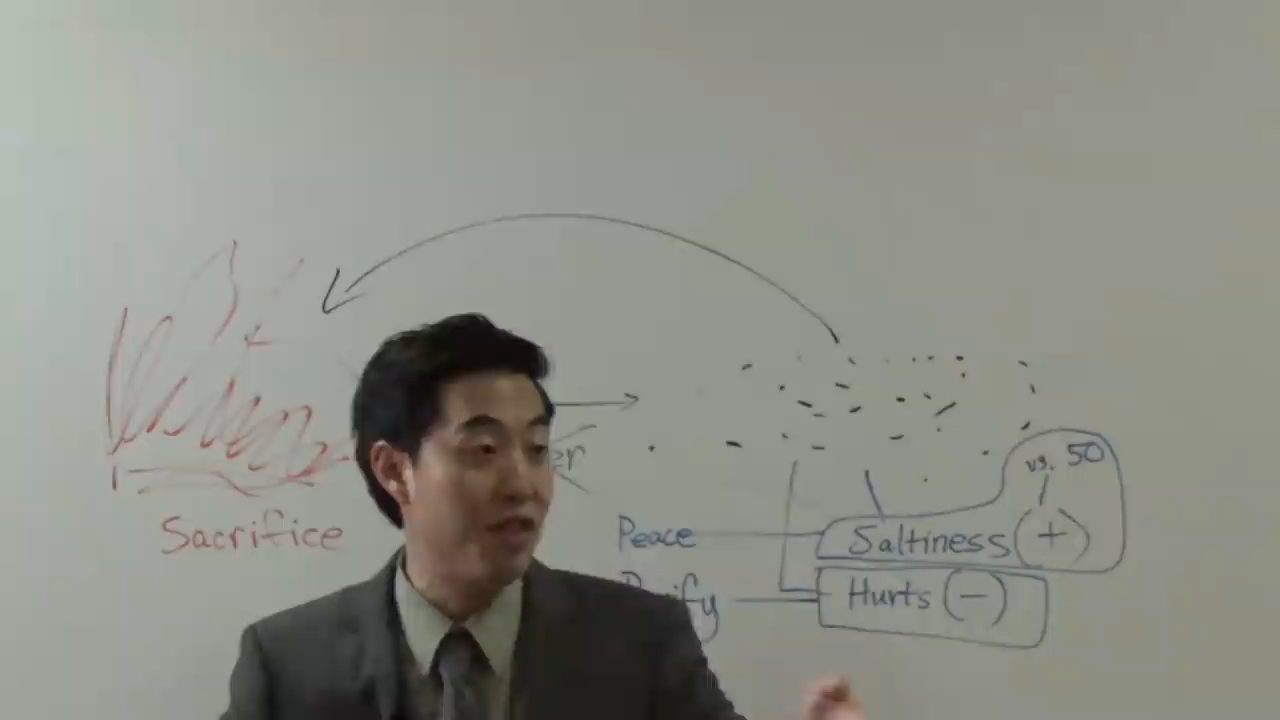 Sacrifice
vs. 50
Peace
Saltiness (+)
Hurts (-)